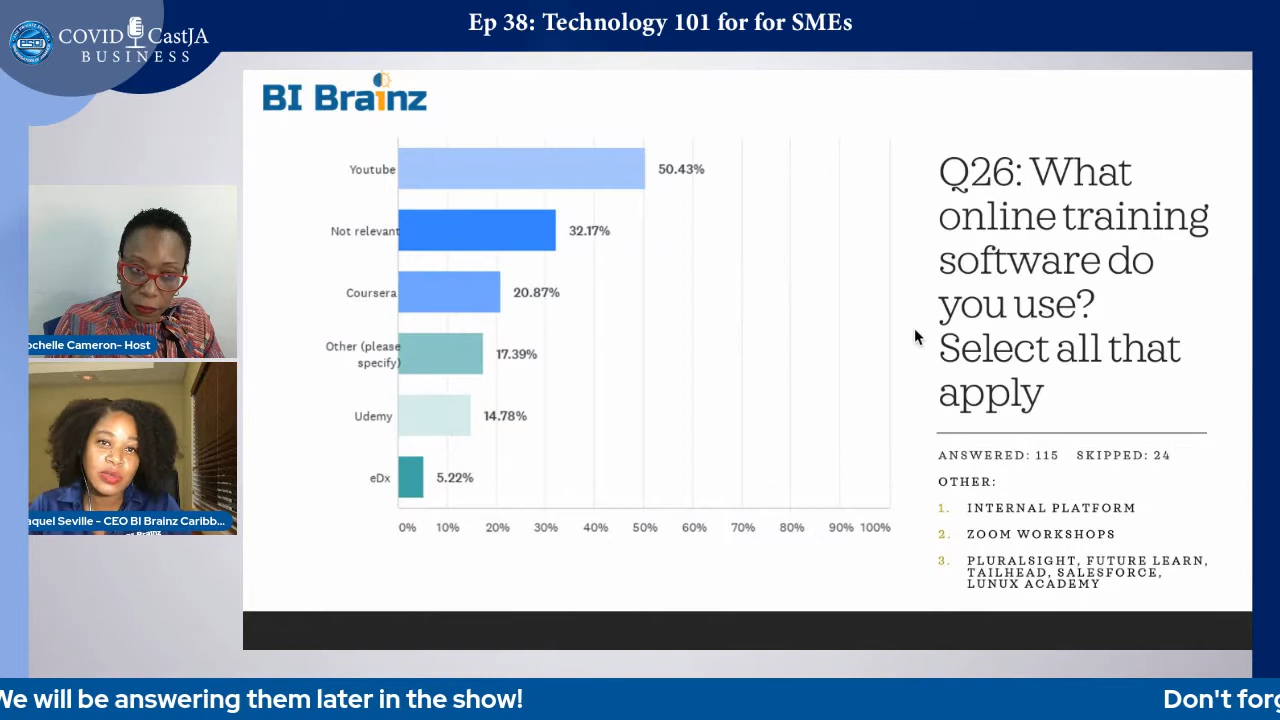 Ep 38: Technology 101 for for SMEs
COVID CastJA
BUSINESS
PSOJ
BI Brainz
Youtube
50.43%
Not relevant
32.17%
Coursera
20.87%
Other (please
specify)
17.39%
Udemy
14.78%
eDx
5.22%
0% 10% 20% 30% 40% 50% 60% 70% 80% 90% 100%
Q26: What
online training
software do
you use?
Select all that
apply
ANSWERED: 115 SKIPPED: 24
OTHER:
1. INTERNAL PLATFORM
2. ZOOM WORKSHOPS
3. PLURALSIGHT, FUTURE LEARN,
TAILHEAD, SALESFORCE,
LUNUX ACADEMY
ochelle Cameron- Host
aquel Seville - CEO BI Brainz Caribb...
BI Brainz
We will be answering them later in the show!
Don't forg